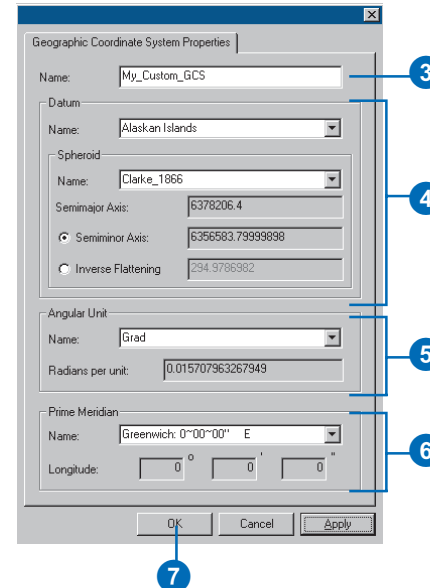 Geographic Coordinate System Properties
Name: My_Custom_GCS
3
Datum
Name: Alaskan Islands
Spheroid
Name: Clarke_1866
4
Semimajor Axis: 6378206.4
Semiminor Axis: 6356583.79999898
Inverse Flattening 294.9786982
Angular Unit
Name: Grad
5
Radians per unit: 0.015707963267949
Prime Meridian
Name: Greenwich: 0~00~00" E
6
Longitude: 0 ° 0 ' 0 "
OK Cancel Apply
7